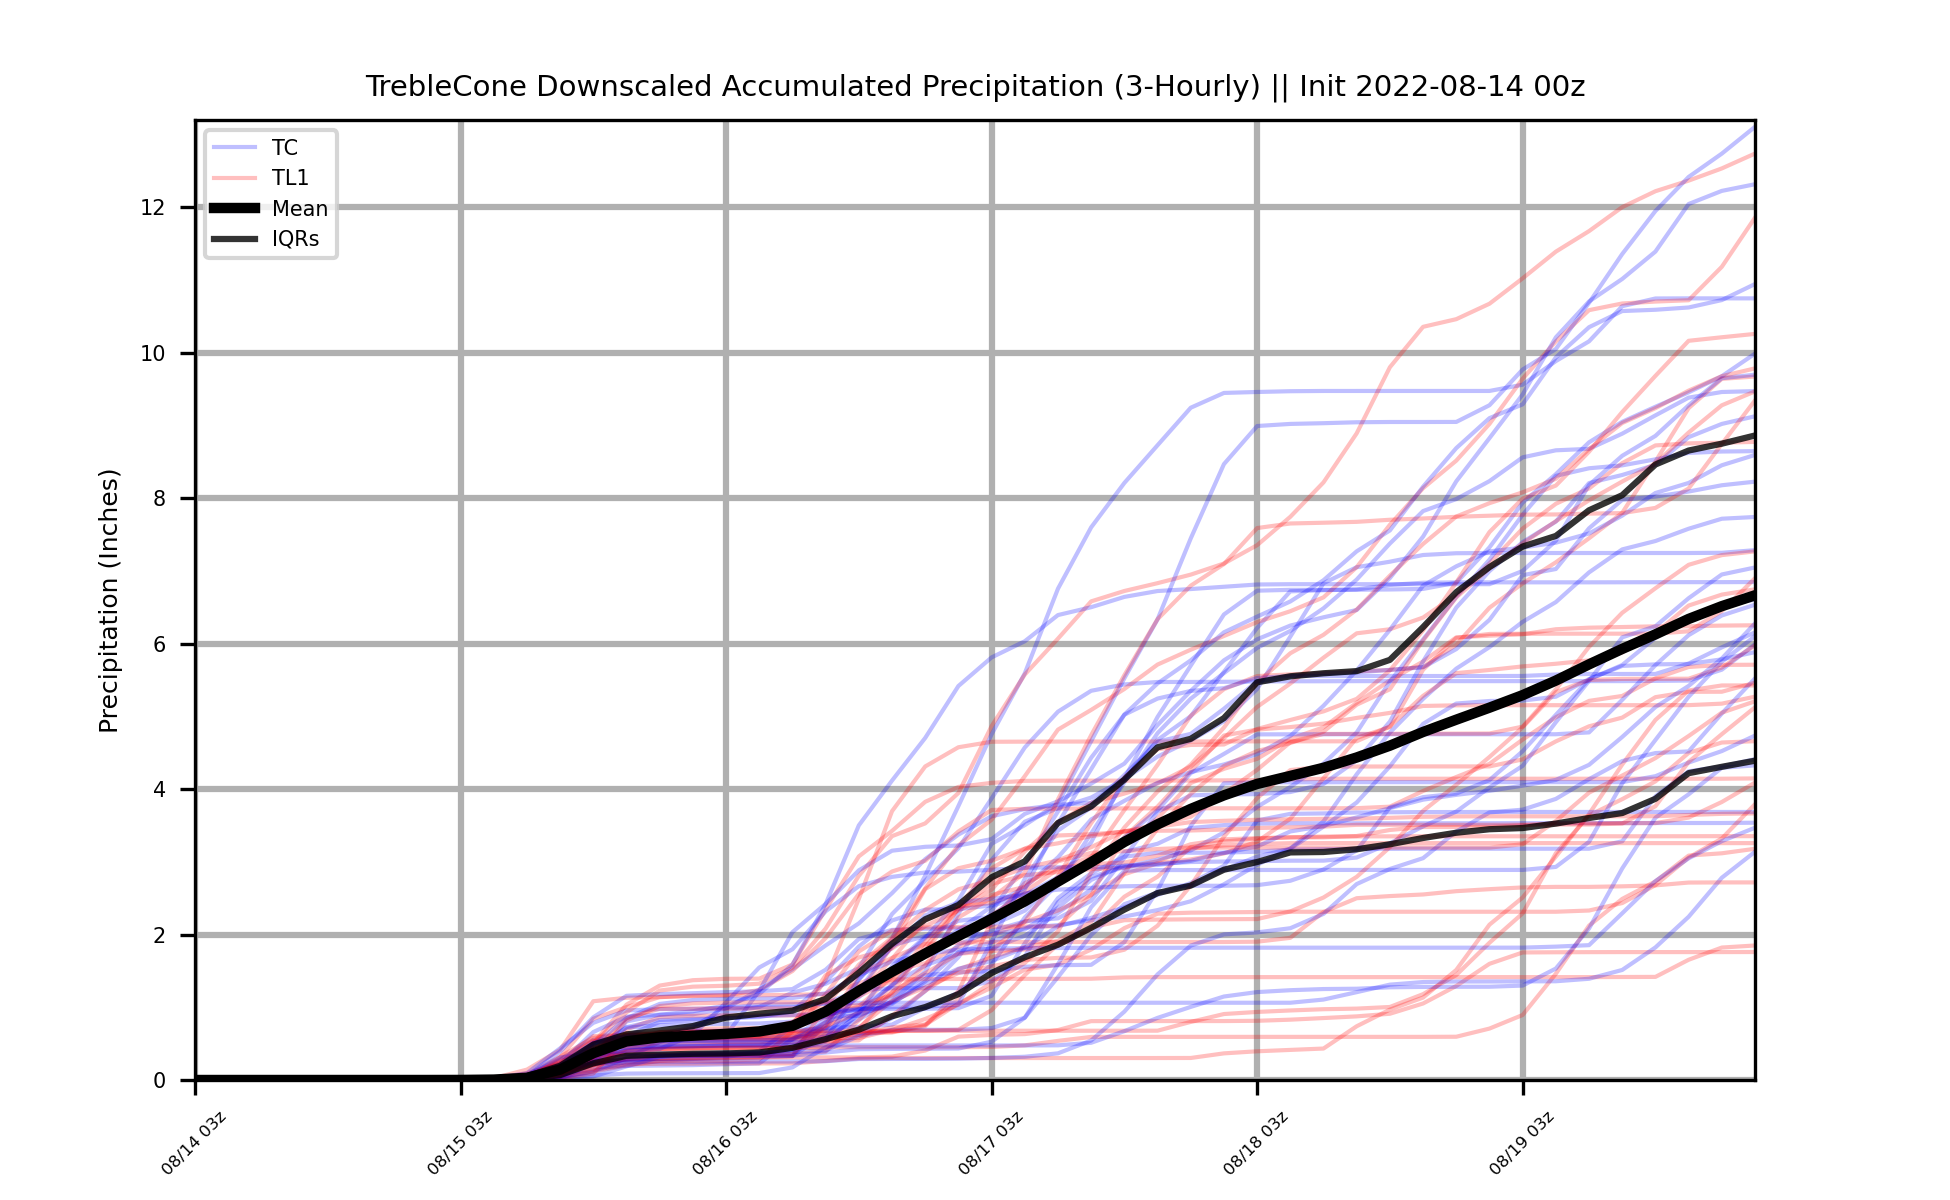 TrebleCone Downscaled Accumulated Precipitation (3-Hourly) || Init 2022-08-14 00z
TC
TL1
Mean
IQRs
Precipitation (Inches)
12
10
8
6
4
2
0
08/14 03z
08/15 03z
08/16 03z
08/17 03z
08/18 03z
08/19 03z